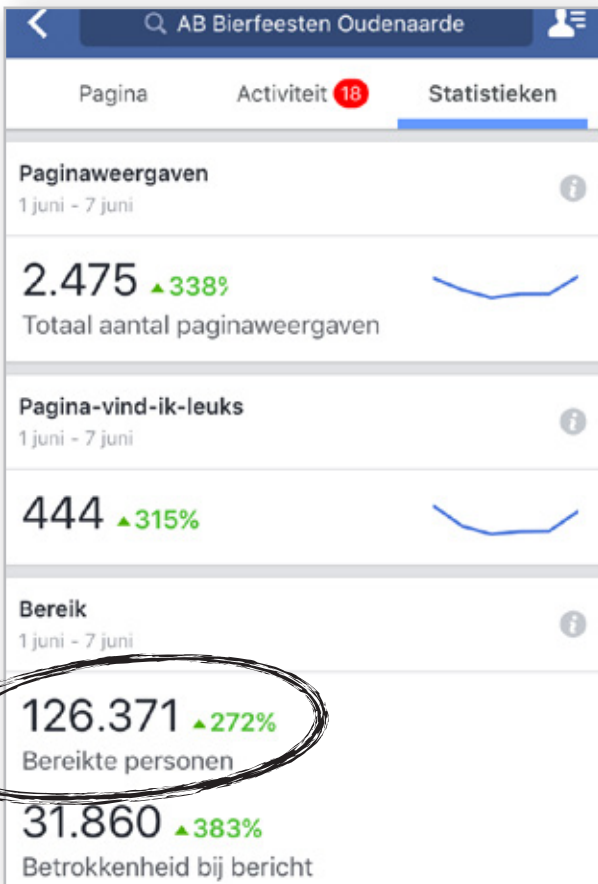 AB Bierfeesten Oudenaarde
Pagina Activiteit 18 Statistieken
Paginaweergaven
1 juni - 7 juni
2.475 ▲338%
Totaal aantal paginaweergaven
Pagina-vind-ik-leuks
1 juni - 7 juni
444 ▲315%
Bereik
1 juni - 7 juni
126.371 ▲272%
Bereikte personen
31.860 ▲383%
Betrokkenheid bij bericht